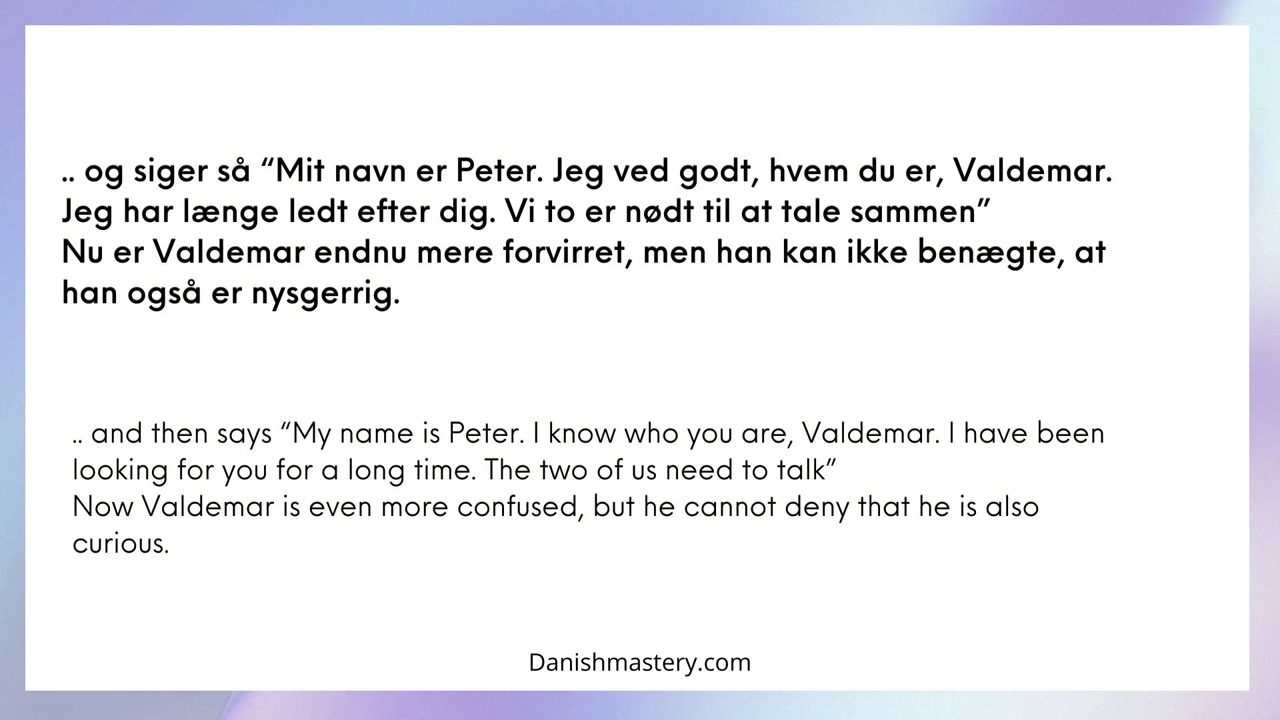 .. og siger så “Mit navn er Peter. Jeg ved godt, hvem du er, Valdemar.
Jeg har længe ledt efter dig. Vi to er nødt til at tale sammen”
Nu er Valdemar endnu mere forvirret, men han kan ikke benægte, at
han også er nysgerrig.
.. and then says “My name is Peter. I know who you are, Valdemar. I have been
looking for you for a long time. The two of us need to talk”
Now Valdemar is even more confused, but he cannot deny that he is also
curious.
Danishmastery.com